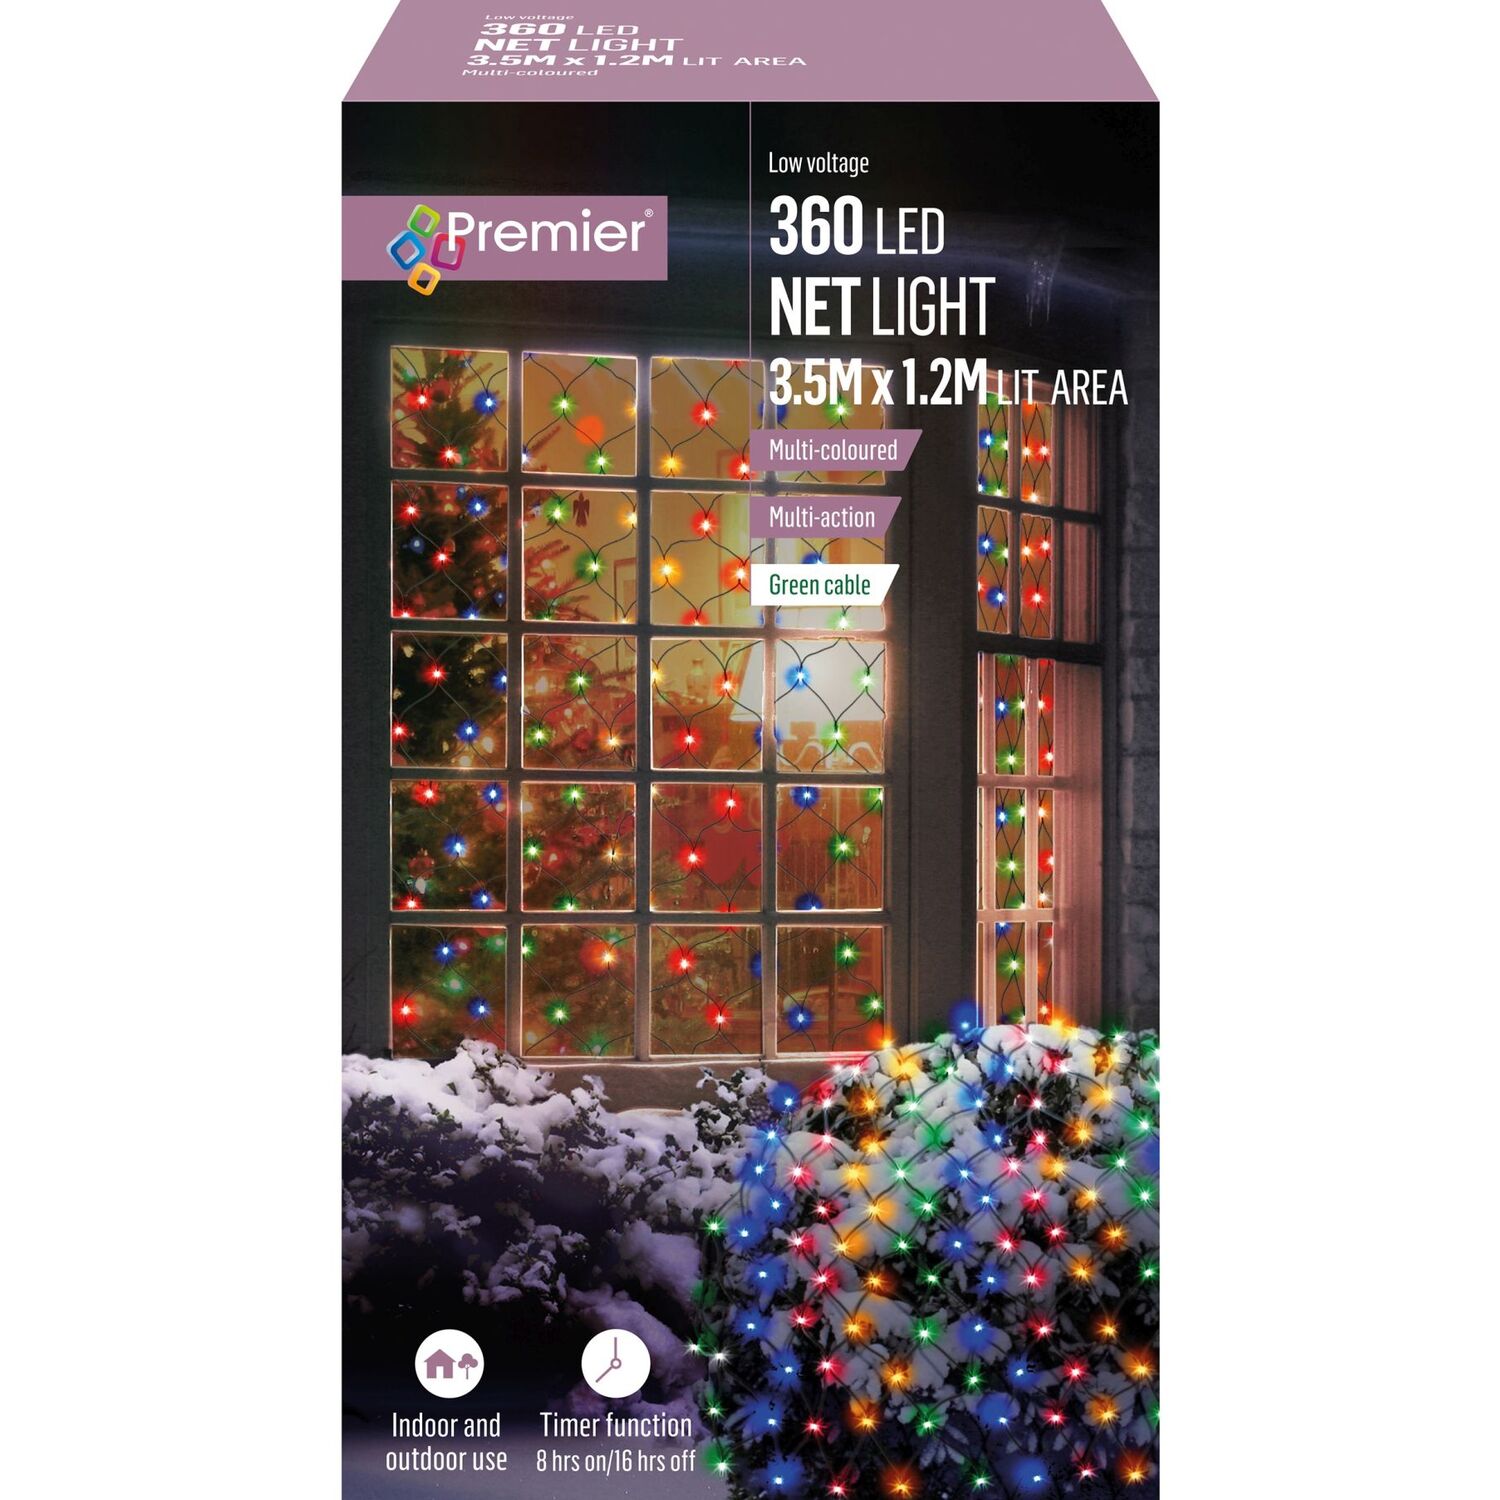 Low voltage
360 LED
NET LIGHT
3.5M x 1.2M LIT AREA
Multi-coloured
Premier®
Low voltage
360 LED
NET LIGHT
3.5M x 1.2M LIT AREA
Multi-coloured
Multi-action
Green cable
Indoor and
outdoor use
Timer function
8 hrs on/16 hrs off